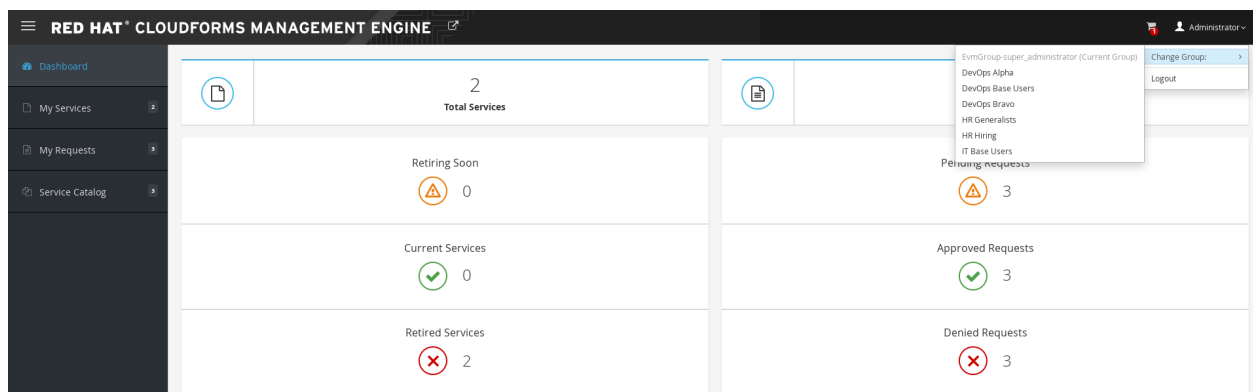 RED HAT® CLOUDFORMS MANAGEMENT ENGINE
1
Administrator
Dashboard
My Services 2
My Requests 3
Service Catalog 3
2
Total Services
EvmGroup-super_administrator (Current Group)
DevOps Alpha
DevOps Base Users
DevOps Bravo
HR Generalists
HR Hiring
IT Base Users
Change Group:
Logout
Retiring Soon
0
Pending Requests
3
Current Services
0
Approved Requests
3
Retired Services
2
Denied Requests
3